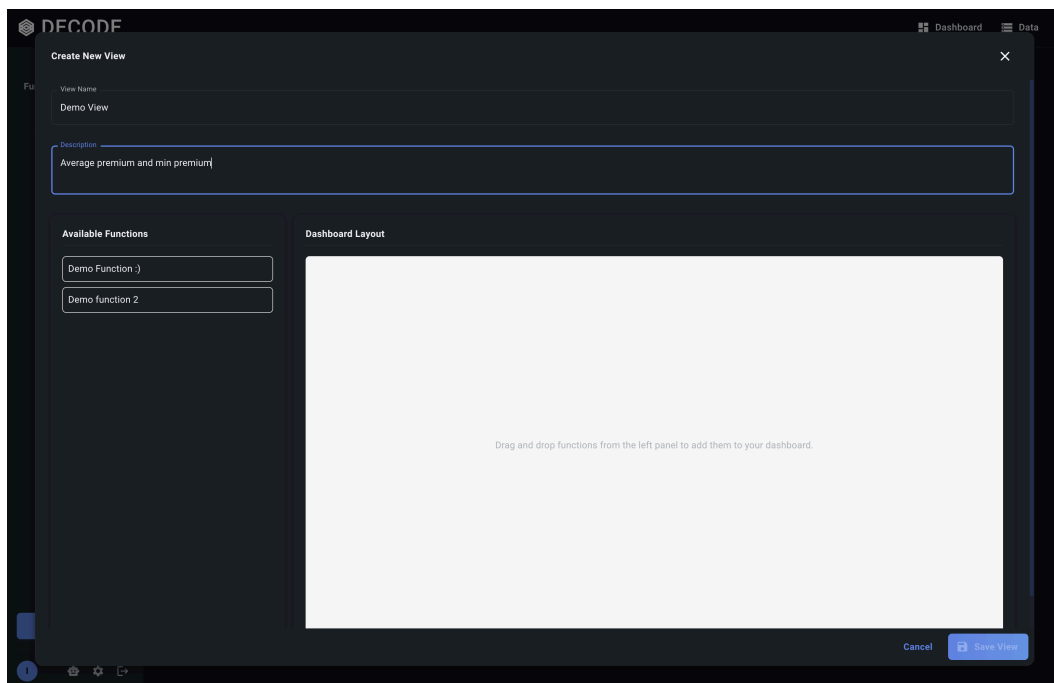 DECODE
Dashboard
Data
Create New View
Fu
View Name
Demo View
Description
Average premium and min premium
Available Functions
Dashboard Layout
Demo Function :)
Demo function 2
Drag and drop functions from the left panel to add them to your dashboard.
Cancel
Save View
I